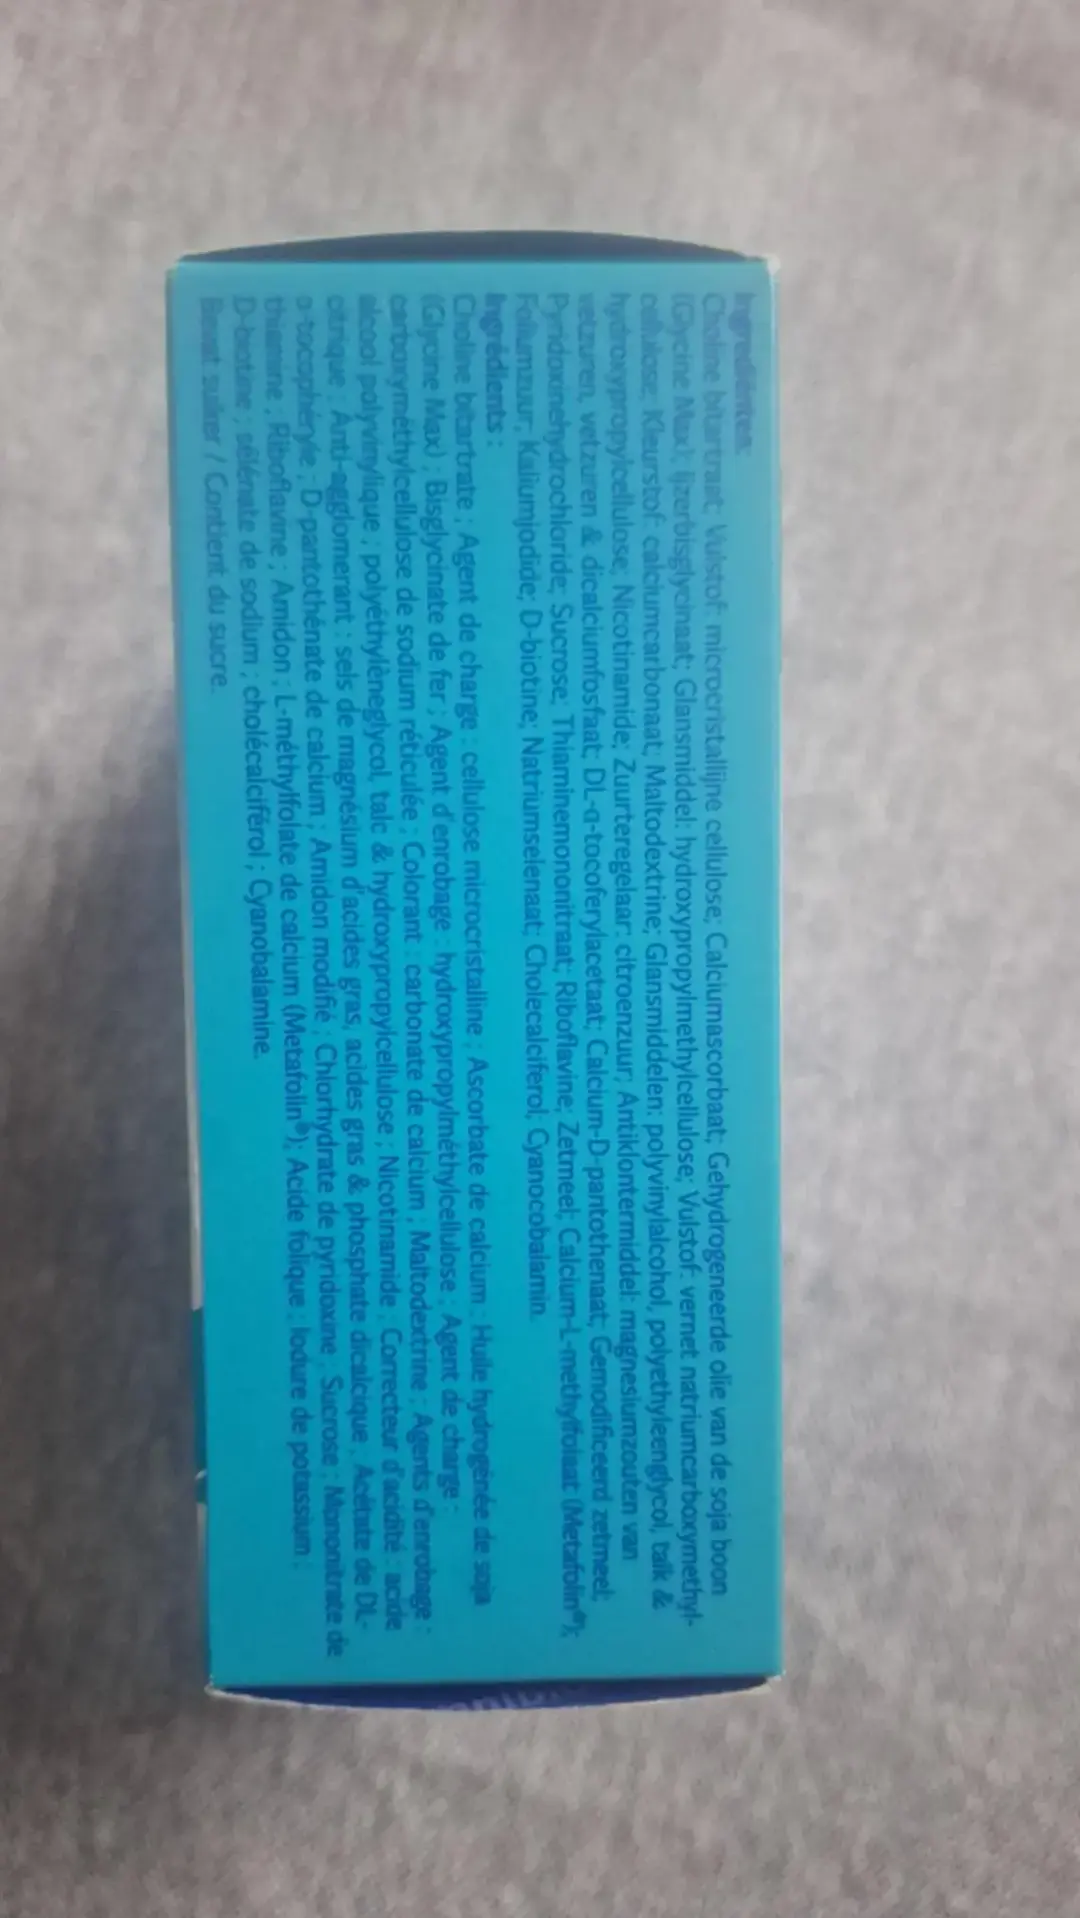 Ingrediënten:
Choline bitartraat; Vulstof: microcristallijne cellulose; Calciumascorbaat; Gehydrogeneerde olie van de soja boon
(Glycine Max); Ijzerbisglycinaat; Glansmiddel: hydroxypropylmethylcellulose; Vulstof: vernet natriumcarboxymethyl-
cellulose; Kleurstof: calciumcarbonaat; Maltodextrine; Glansmiddelen: polyvinylalcohol, polyethyleenglycol, talk &
hydroxypropylcellulose; Nicotinamide; Zuurteregelaar: citroenzuur; Antiklontermiddel: magnesiumzouten van
vetzuren, vetzuren & dicalciumfosfaat; DL-α-tocoferylacetaat; Calcium-D-pantothenaat; Gemodificeerd zetmeel;
Pyridoxinehydrochloride; Sucrose; Thiaminemononitraat; Riboflavine; Zetmeel; Calcium-L-methylfolaat (Metafolin®);
Foliumzuur; Kaliumjodide; D-biotine; Natriumselenaat; Cholecalciferol; Cyanocobalamin.
Ingrédients :
Choline bitartrate ; Agent de charge : cellulose microcristalline ; Ascorbate de calcium ; Huile hydrogénée de soja
(Glycine Max) ; Bisglycinate de fer ; Agent d'enrobage : hydroxypropylméthylcellulose ; Agent de charge :
carboxyméthylcellulose de sodium réticulée ; Colorant : carbonate de calcium ; Maltodextrine ; Agents d'enrobage :
alcool polyvinylique ; polyéthylèneglycol, talc & hydroxypropylcellulose ; Nicotinamide ; Correcteur d'acidité : acide
citrique ; Anti-agglomerant : sels de magnésium d'acides gras, acides gras & phosphate dicalcique ; Acétate de DL-
α-tocophéryle ; D-pantothénate de calcium ; Amidon modifié ; Chlorhydrate de pyridoxine ; Sucrose ; Mononitrate de
thiamine ; Riboflavine ; Amidon ; L-méthylfolate de calcium (Metafolin®); Acide folique ; Iodure de potassium ;
D-biotine ; sélénate de sodium ; cholécalciférol ; Cyanobalamine.
Bevat suiker / Contient du sucre.